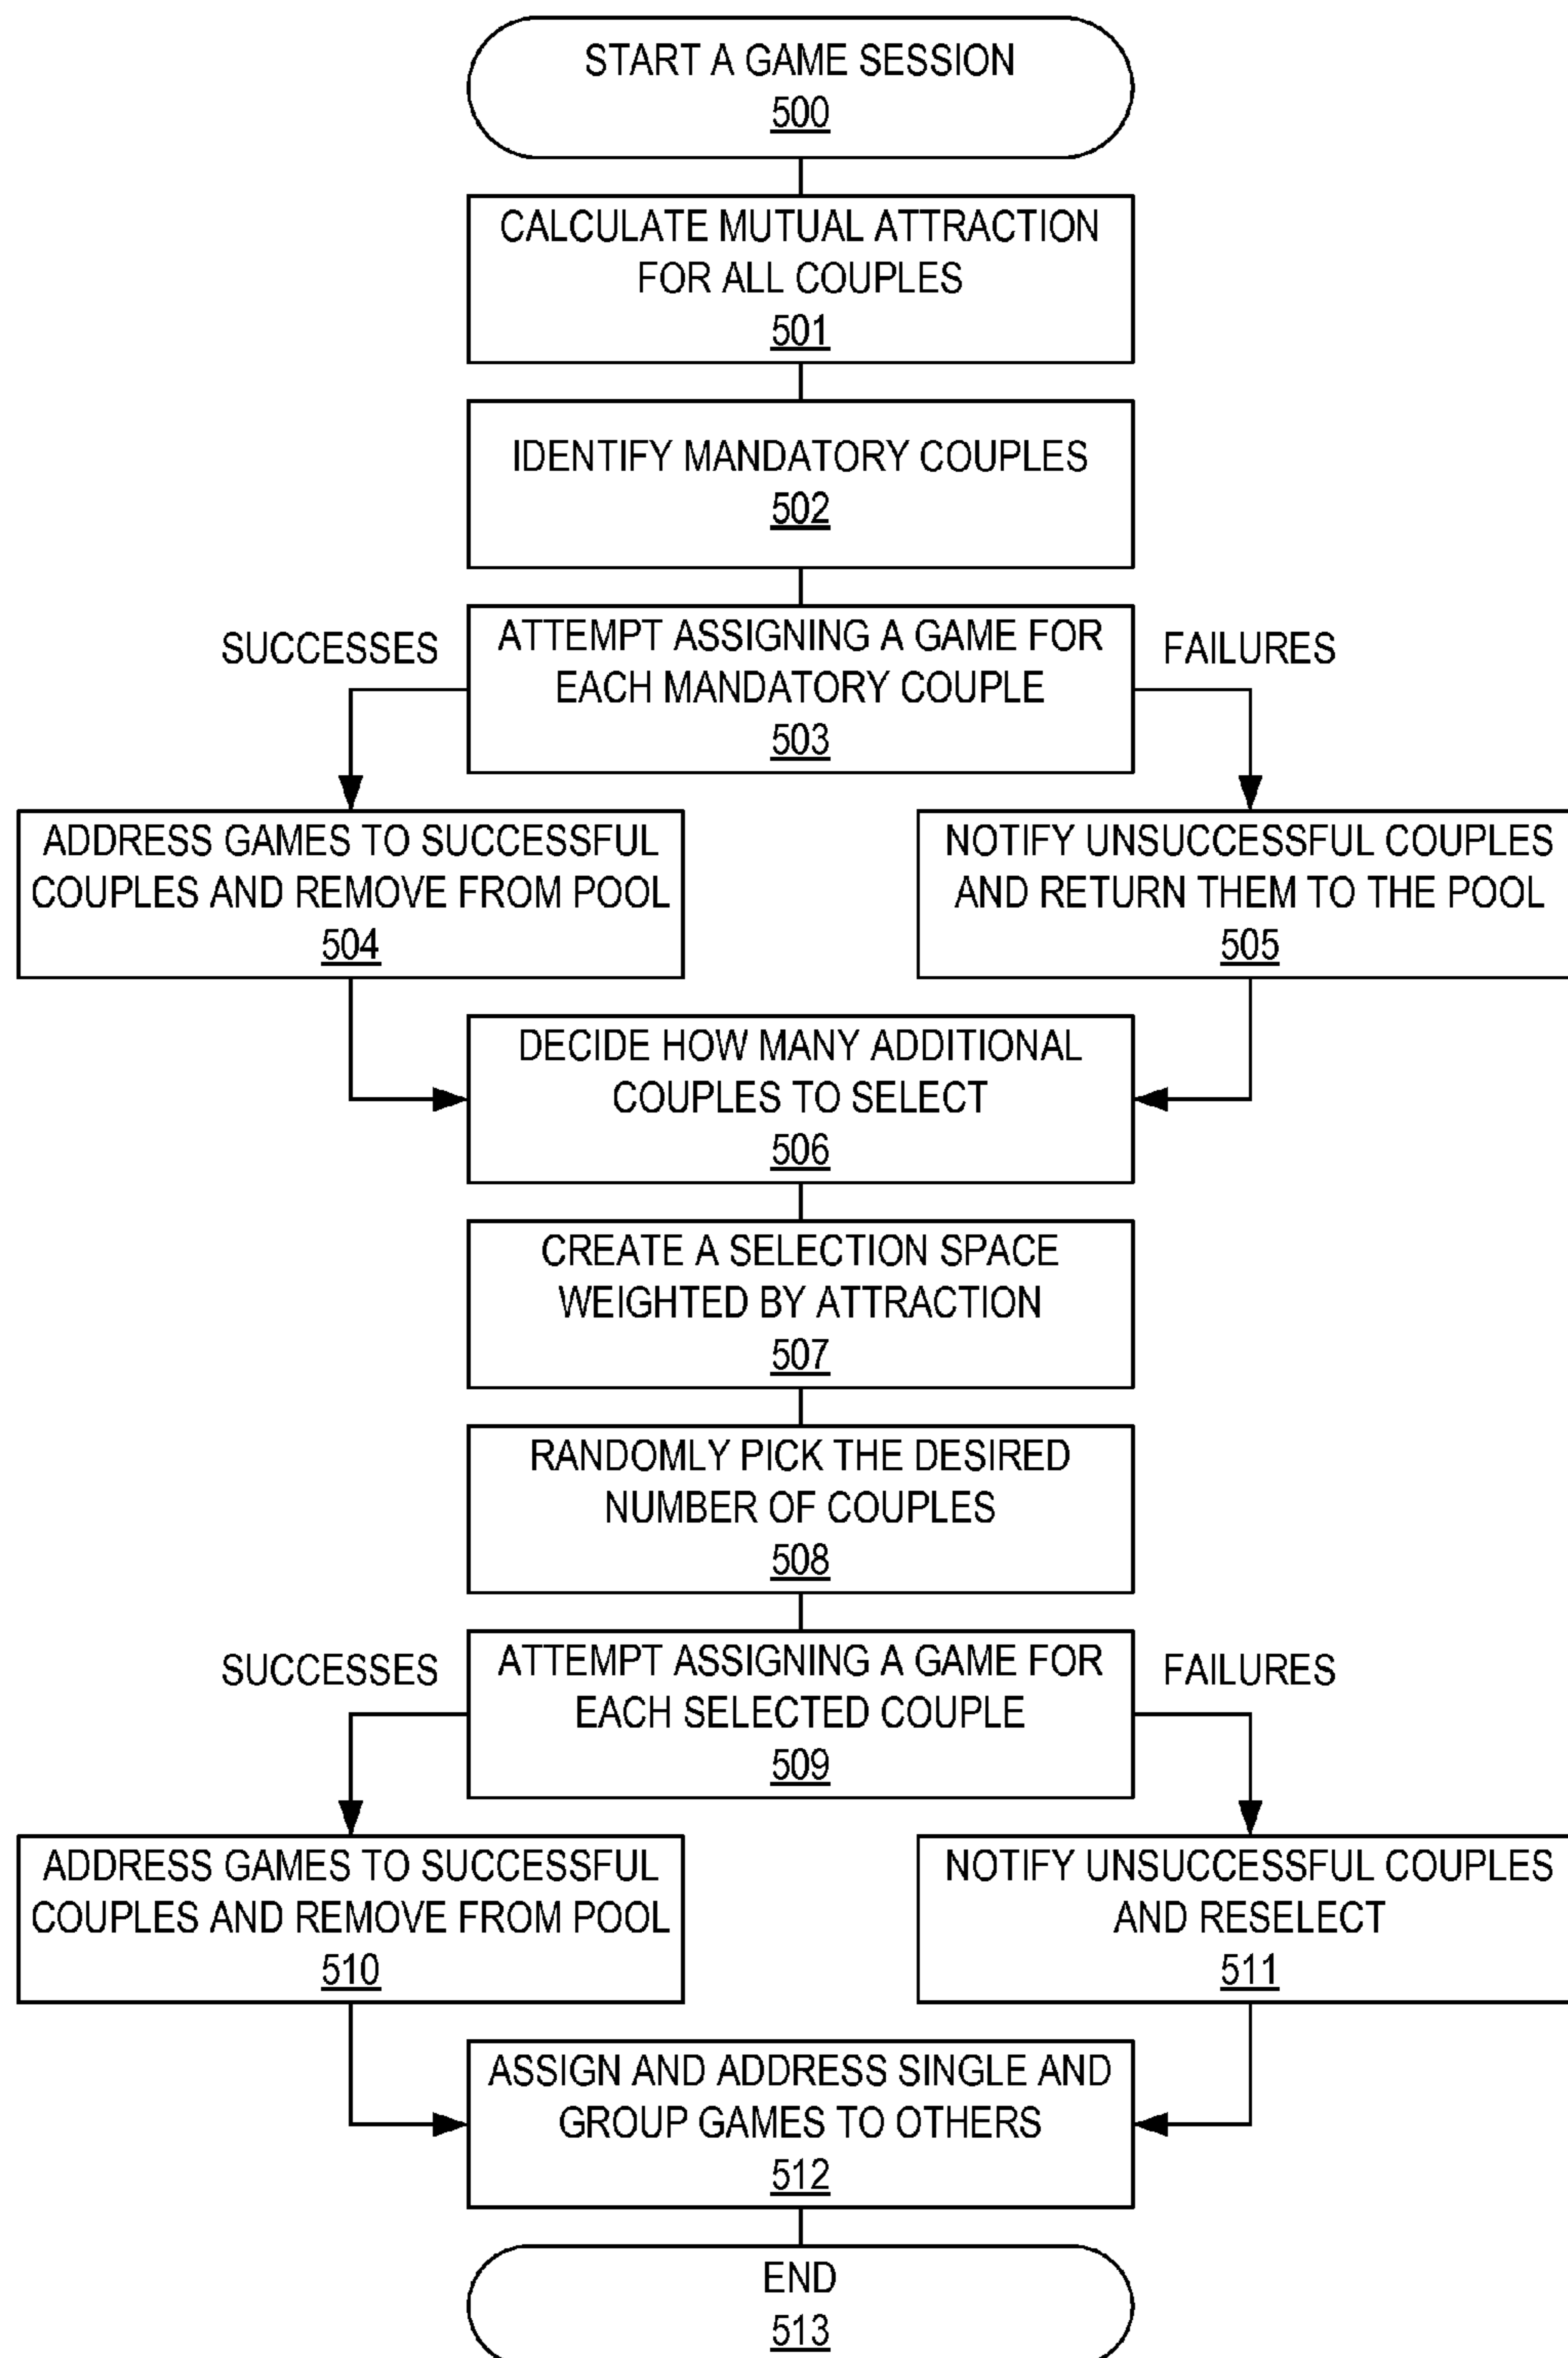 START A GAME SESSION
500
CALCULATE MUTUAL ATTRACTION
FOR ALL COUPLES
501
IDENTIFY MANDATORY COUPLES
502
SUCCESSES
ATTEMPT ASSIGNING A GAME FOR
EACH MANDATORY COUPLE
503
FAILURES
ADDRESS GAMES TO SUCCESSFUL
COUPLES AND REMOVE FROM POOL
504
NOTIFY UNSUCCESSFUL COUPLES
AND RETURN THEM TO THE POOL
505
DECIDE HOW MANY ADDITIONAL
COUPLES TO SELECT
506
CREATE A SELECTION SPACE
WEIGHTED BY ATTRACTION
507
RANDOMLY PICK THE DESIRED
NUMBER OF COUPLES
508
SUCCESSES
ATTEMPT ASSIGNING A GAME FOR
EACH SELECTED COUPLE
509
FAILURES
ADDRESS GAMES TO SUCCESSFUL
COUPLES AND REMOVE FROM POOL
510
NOTIFY UNSUCCESSFUL COUPLES
AND RESELECT
511
ASSIGN AND ADDRESS SINGLE AND
GROUP GAMES TO OTHERS
512
END
513